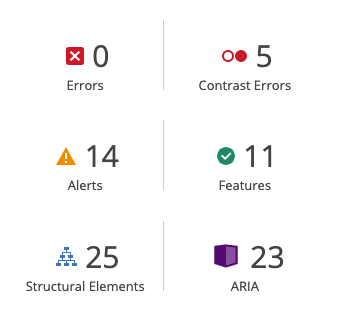 0
5
Errors
Contrast Errors
14
11
Alerts
Features
25
23
Structural Elements
ARIA